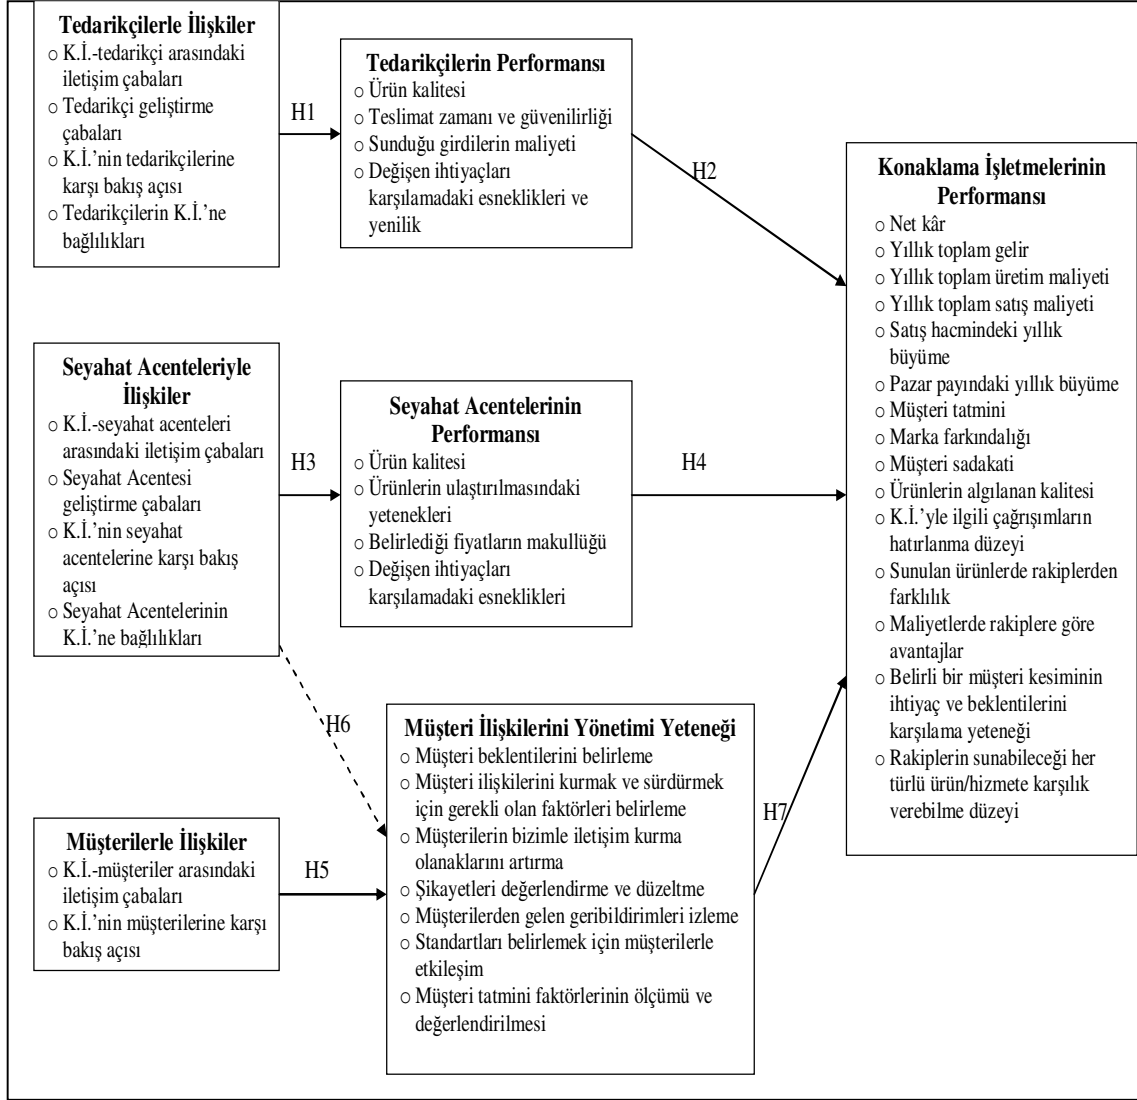 Tedarikçilerle İlişkiler
○ K.İ.-tedarikçi arasındaki
iletişim çabaları
○ Tedarikçi geliştirme
çabaları
○ K.İ.’nin tedarikçilerine
karşı bakış açısı
○ Tedarikçilerin K.İ.’ne
bağlılıkları
H1
Tedarikçilerin Performansı
○ Ürün kalitesi
○ Teslimat zamanı ve güvenilirliği
○ Sunduğu girdilerin maliyeti
○ Değişen ihtiyaçları
karşılamadaki esneklikleri ve
yenilik
H2
Seyahat Acenteleriyle
İlişkiler
○ K.İ.-seyahat acenteleri
arasındaki iletişim çabaları
○ Seyahat Acentesi
geliştirme çabaları
○ K.İ.’nin seyahat
acentelerine karşı bakış
açısı
○ Seyahat Acentelerinin
K.İ.’ne bağlılıkları
H3
Seyahat Acentelerinin
Performansı
○ Ürün kalitesi
○ Ürünlerin ulaştırılmasındaki
yetenekleri
○ Belirlediği fiyatların makullüğü
○ Değişen ihtiyaçları
karşılamadaki esneklikleri
H4
H6
Müşterilerle İlişkiler
○ K.İ.-müşteriler arasındaki
iletişim çabaları
○ K.İ.’nin müşterilerine karşı
bakış açısı
H5
Müşteri İlişkilerini Yönetimi Yeteneği
○ Müşteri beklentilerini belirleme
○ Müşteri ilişkilerini kurmak ve sürdürmek
için gerekli olan faktörleri belirleme
○ Müşterilerin bizimle iletişim kurma
olanaklarını artırma
○ Şikayetleri değerlendirme ve düzeltme
○ Müşterilerden gelen geribildirimleri izleme
○ Standartları belirlemek için müşterilerle
etkileşim
○ Müşteri tatmini faktörlerinin ölçümü ve
değerlendirilmesi
H7
Konaklama İşletmelerinin
Performansı
○ Net kâr
○ Yıllık toplam gelir
○ Yıllık toplam üretim maliyeti
○ Yıllık toplam satış maliyeti
○ Satış hacmindeki yıllık
büyüme
○ Pazar payındaki yıllık büyüme
○ Müşteri tatmini
○ Marka farkındalığı
○ Müşteri sadakati
○ Ürünlerin algılanan kalitesi
○ K.İ.’yle ilgili çağrışımların
hatırlanma düzeyi
○ Sunulan ürünlerde rakiplerden
farklılık
○ Maliyetlerde rakiplere göre
avantajlar
○ Belirli bir müşteri kesiminin
ihtiyaç ve beklentilerini
karşılama yeteneği
○ Rakiplerin sunabileceği her
türlü ürün/hizmete karşılık
verebilme düzeyi